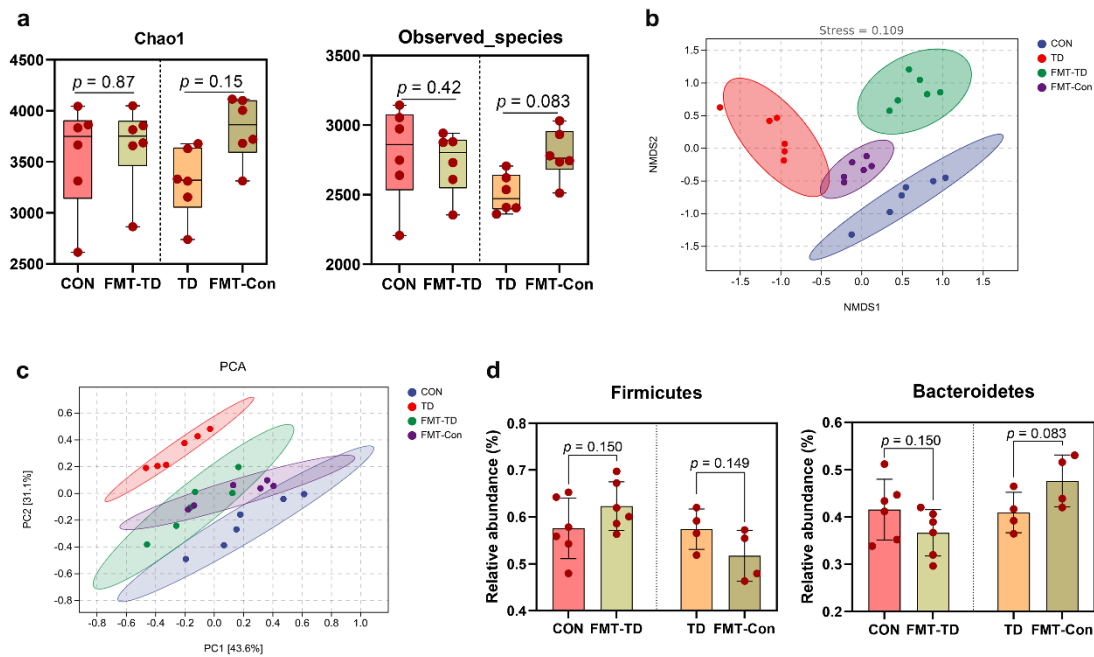 a
Chao1
4500
4000
3500
4000
2500
p = 0.87
p = 0.15
CON FMT-TD TD FMT-Con
Observed_species
3500
3000
2500
2000
p = 0.42
p = 0.083
CON FMT-TD TD FMT-Con
b
Stress = 0.109
NMDS2
1.5
1.0
0.5
0.0
-0.5
-1.0
-1.5
-1.5 -1.0 -0.5 0.0 0.5 1.0 1.5
NMDS1
CON
TD
FMT-TD
FMT-Con
c
PCA
PC2 [31.1%]
0.6
0.4
0.2
0.0
-0.2
-0.4
-0.6
-0.8
-0.8 -0.6 -0.4 -0.2 0.0 0.2 0.4 0.6 0.8 1.0
PC1 [43.6%]
CON
TD
FMT-TD
FMT-Con
d
Firmicutes
Relative abundance (%)
0.8
0.7
0.6
0.5
0.4
p = 0.150
p = 0.149
CON FMT-TD TD FMT-Con
Bacteroidetes
Relative abundance (%)
0.6
0.5
0.4
0.3
0.2
p = 0.150
p = 0.083
CON FMT-TD TD FMT-Con